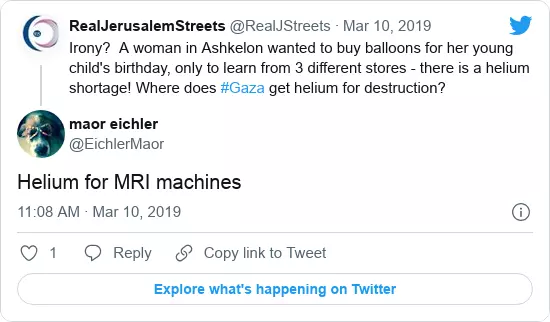 RealJerusalemStreets @RealJStreets · Mar 10, 2019
Irony?  A woman in Ashkelon wanted to buy balloons for her young
child's birthday, only to learn from 3 different stores - there is a helium
shortage! Where does #Gaza get helium for destruction?
maor eichler
@EichlerMaor
Helium for MRI machines
11:08 AM · Mar 10, 2019
1 Reply Copy link to Tweet
Explore what's happening on Twitter